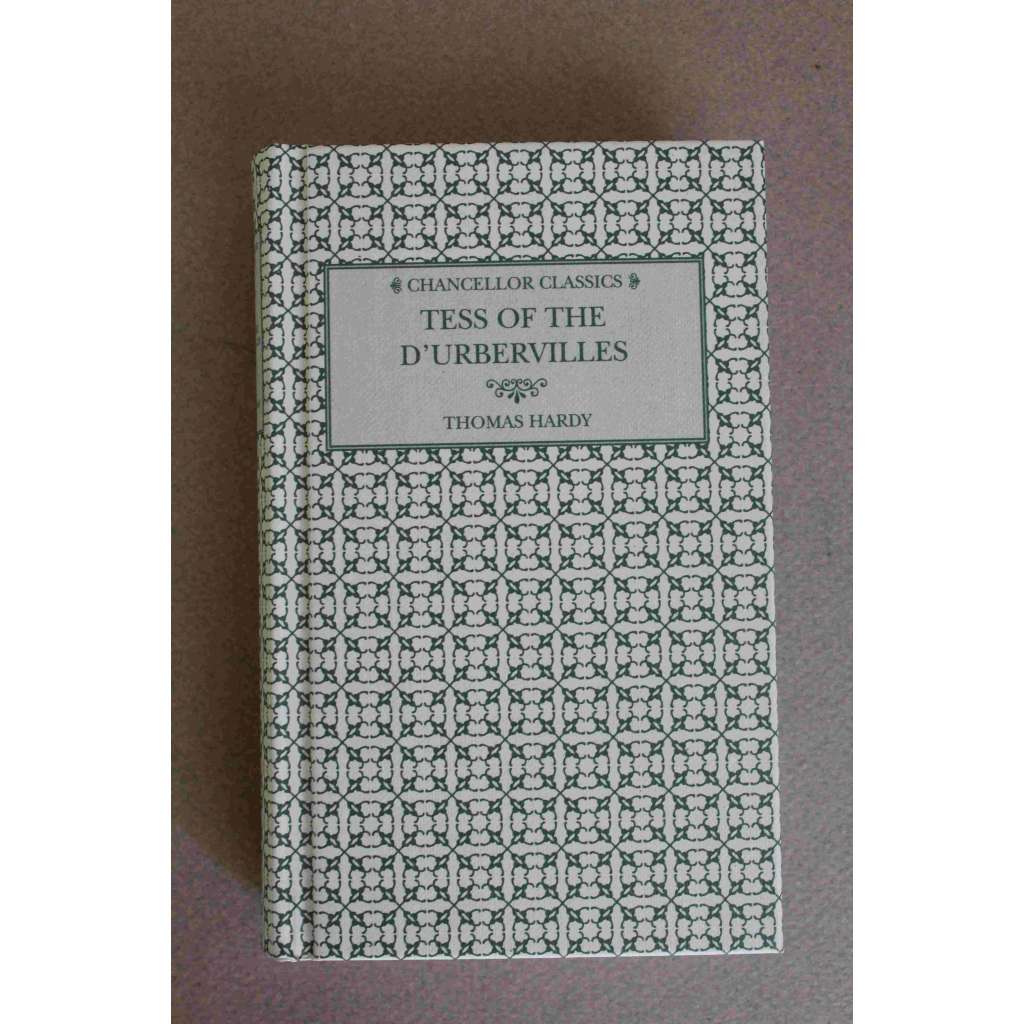 CHANCELLOR CLASSICS
TESS OF THE
D'URBERVILLES
THOMAS HARDY